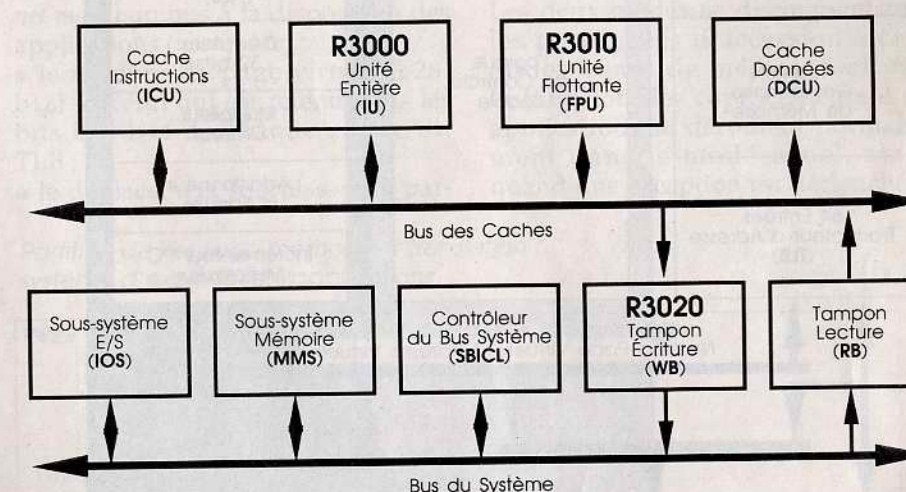 Cache
Instructions
(ICU)
R3000
Unité
Entière
(IU)
R3010
Unité
Flottante
(FPU)
Cache
Données
(DCU)
Bus des Caches
Sous-système
E/S
(IOS)
Sous-système
Mémoire
(MMS)
Contrôleur
du Bus Système
(SBICL)
R3020
Tampon
Écriture
(WB)
Tampon
Lecture
(RB)
Bus du Système